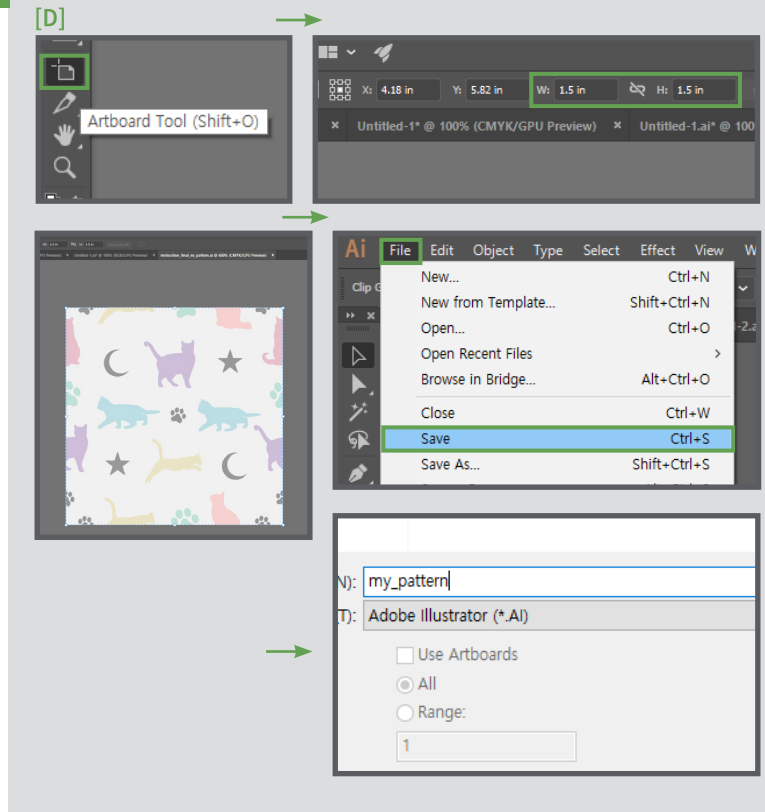 [D]
Artboard Tool (Shift+O)
X: 4.18 in Y: 5.82 in W: 1.5 in H: 1.5 in
× Untitled-1* @ 100% (CMYK/GPU Preview) × Untitled-1.ai* @ 100
Ai File Edit Object Type Select Effect View W
Clip G
New... Ctrl+N
New from Template... Shift+Ctrl+N
Open... Ctrl+O
-2.a
Open Recent Files >
Browse in Bridge... Alt+Ctrl+O
Close Ctrl+W
Save Ctrl+S
Save As... Shift+Ctrl+S
N): my_pattern
(T): Adobe Illustrator (*.AI)
Use Artboards
All
Range:
1